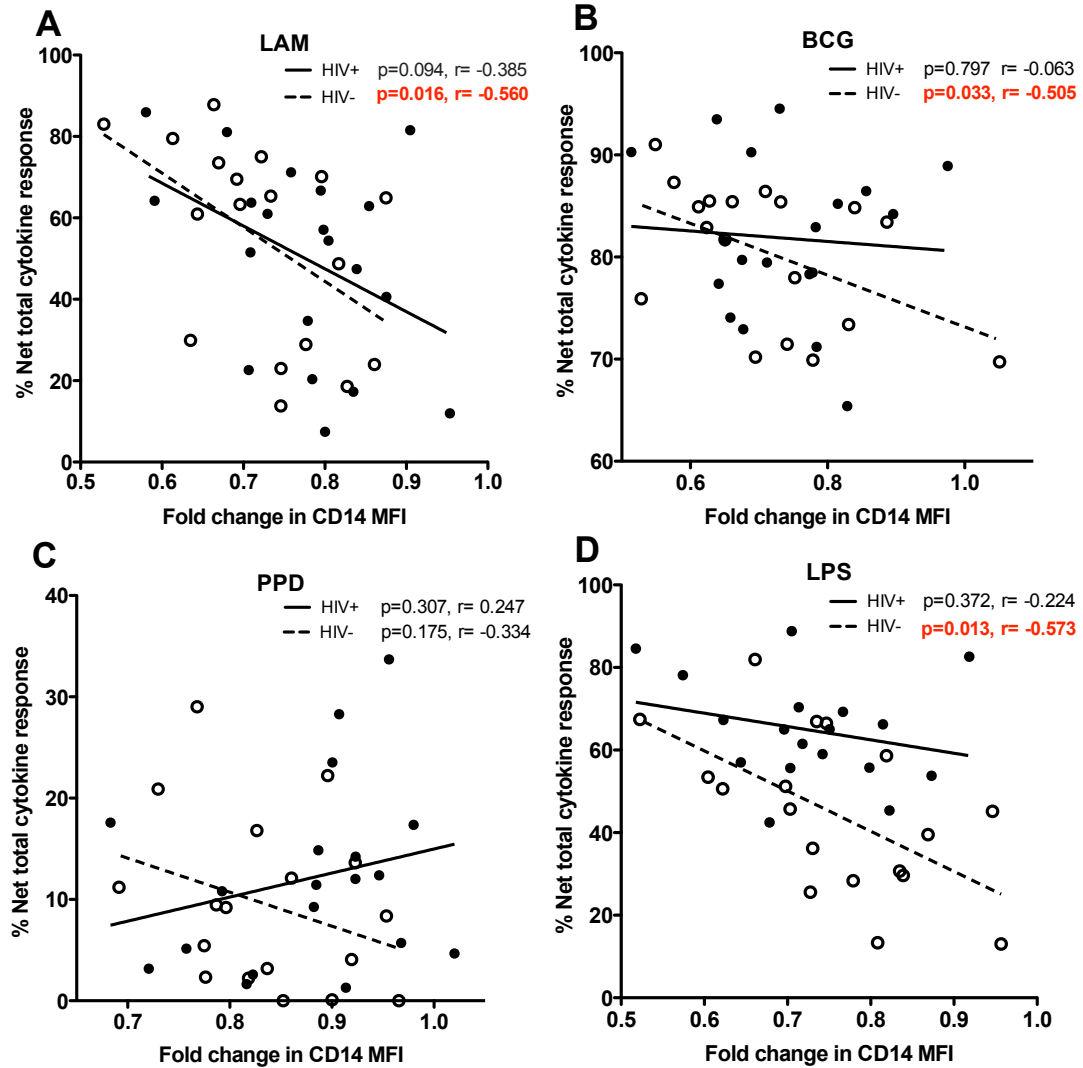 A
LAM
HIV+ p=0.094, r= -0.385
HIV- p=0.016, r= -0.560
100
80
60
40
20
0
0.5 0.6 0.7 0.8 0.9 1.0
% Net total cytokine response
Fold change in CD14 MFI
B
BCG
HIV+ p=0.797 r= -0.063
HIV- p=0.033, r= -0.505
100
90
80
70
60
0.6 0.8 1.0
% Net total cytokine response
Fold change in CD14 MFI
C
PPD
HIV+ p=0.307, r= 0.247
HIV- p=0.175, r= -0.334
40
30
20
10
0
0.7 0.8 0.9 1.0
% Net total cytokine response
Fold change in CD14 MFI
D
LPS
HIV+ p=0.372, r= -0.224
HIV- p=0.013, r= -0.573
100
80
60
40
20
0
0.5 0.6 0.7 0.8 0.9 1.0
% Net total cytokine response
Fold change in CD14 MFI